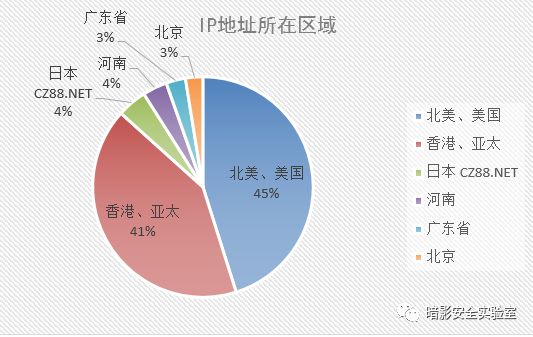 IP地址所在区域
北美、美国
45%
香港、亚太
41%
日本
CZ88.NET
4%
河南
4%
广东省
3%
北京
3%
北美、美国
香港、亚太
日本 CZ88.NET
河南
广东省
北京
暗影安全实验室